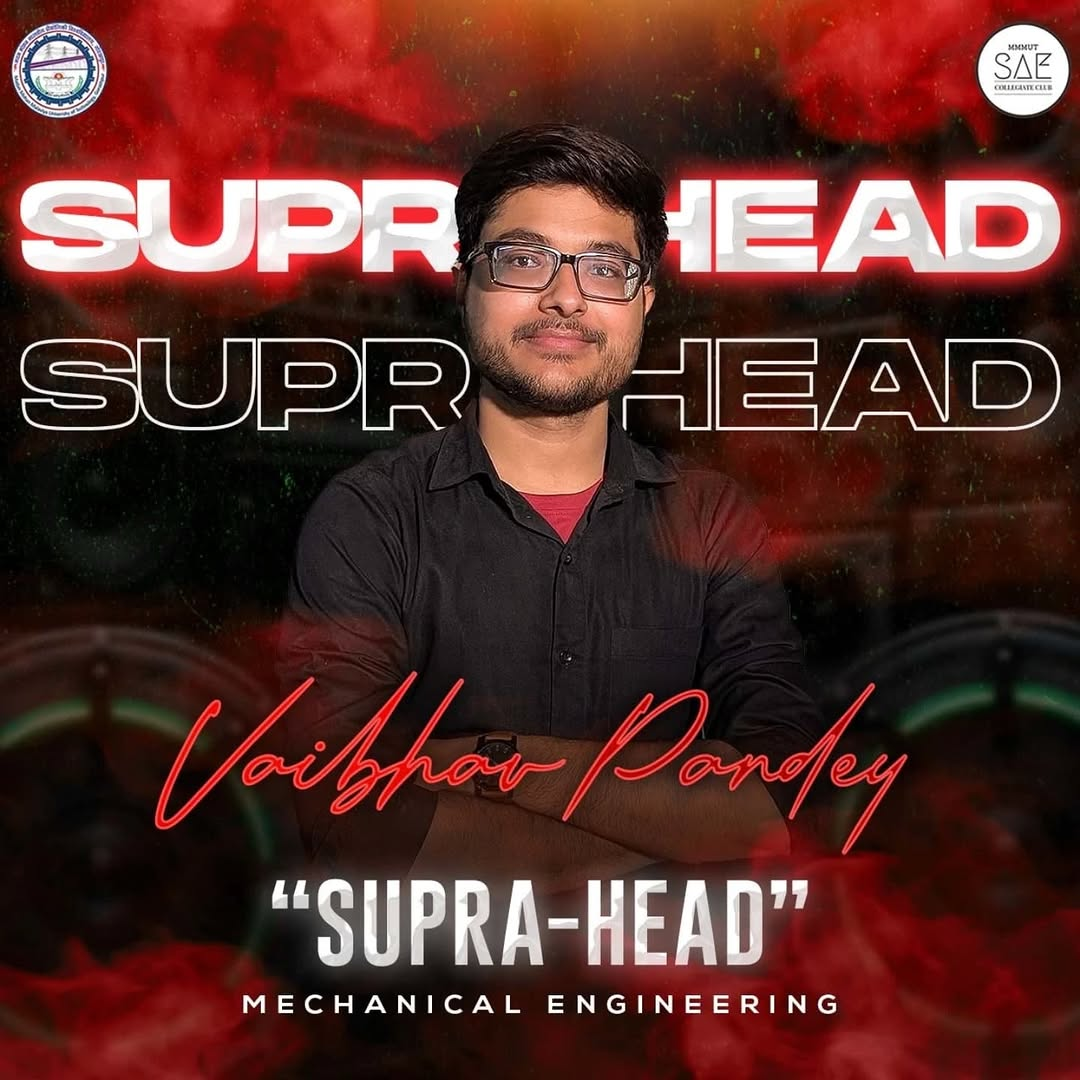 MMMUT
SAE
COLLEGIATE CLUB
SUPRA-HEAD
SUPRA-HEAD
Vaibhav Pandey
“SUPRA-HEAD”
MECHANICAL ENGINEERING